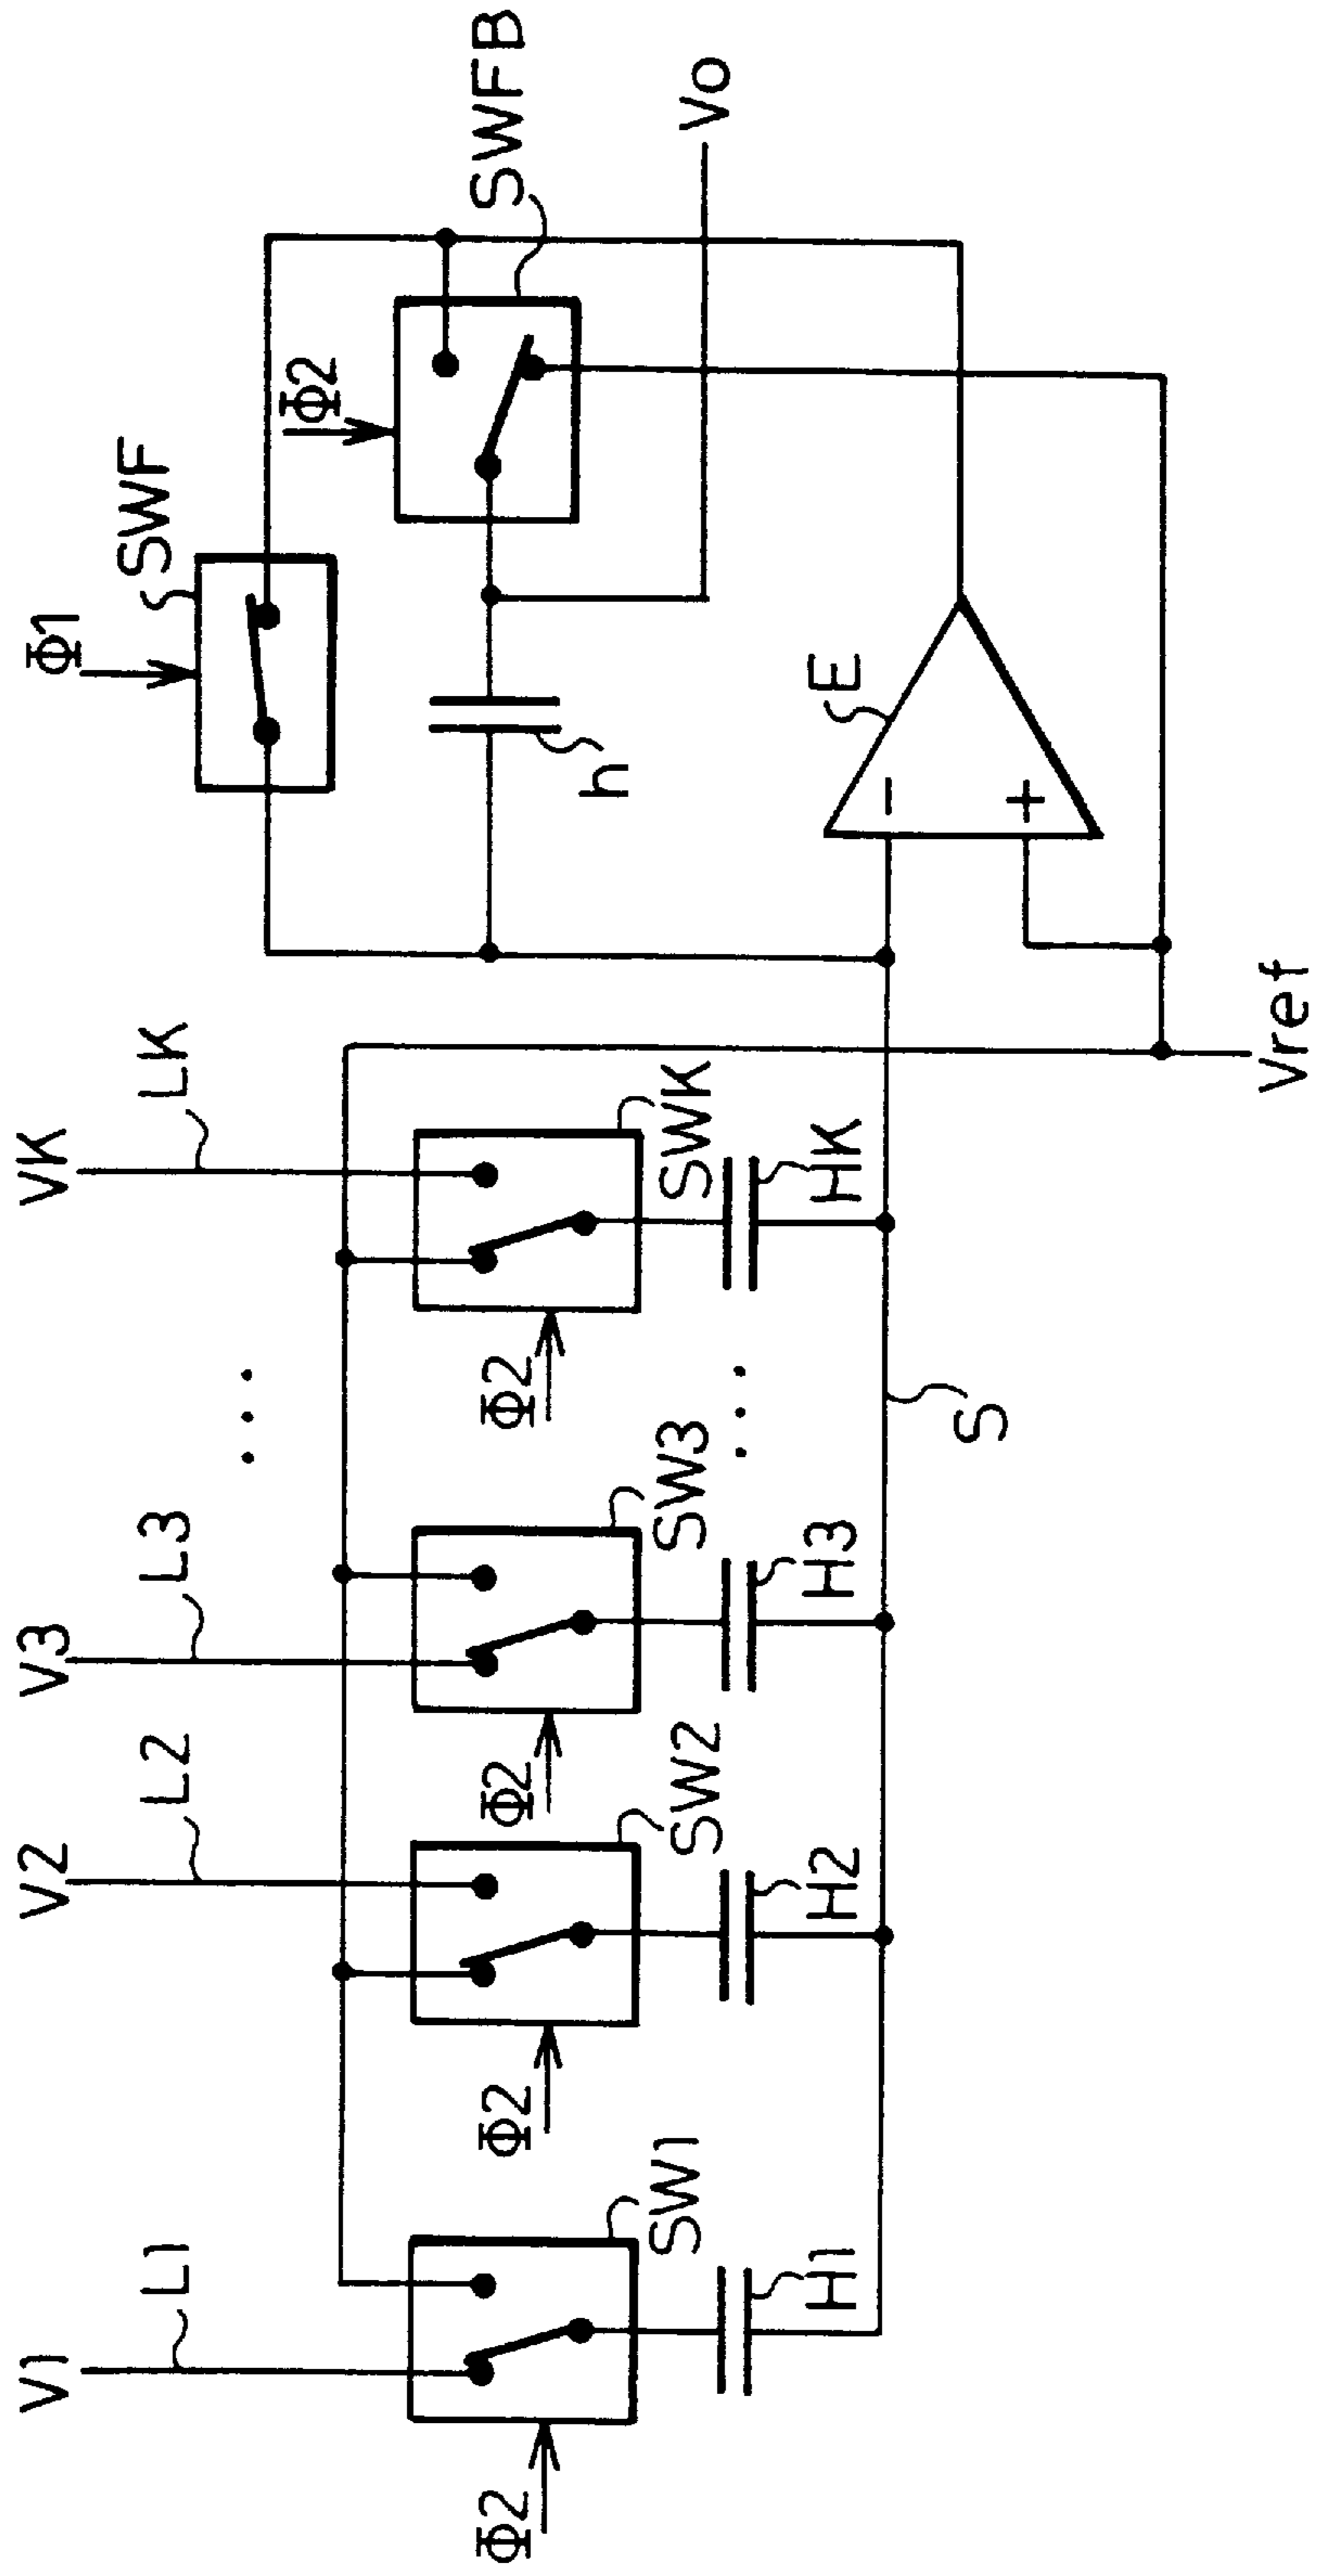 V1
V2
V3
VK
L1
L2
L3
LK
. . .
Φ1
SWF
Φ2
SWFB
Φ2
Φ2
Φ2
Φ2
SW1
SW2
SW3
SWK
. . .
H1
H2
H3
HK
h
Vo
E
−
+
S
Vref